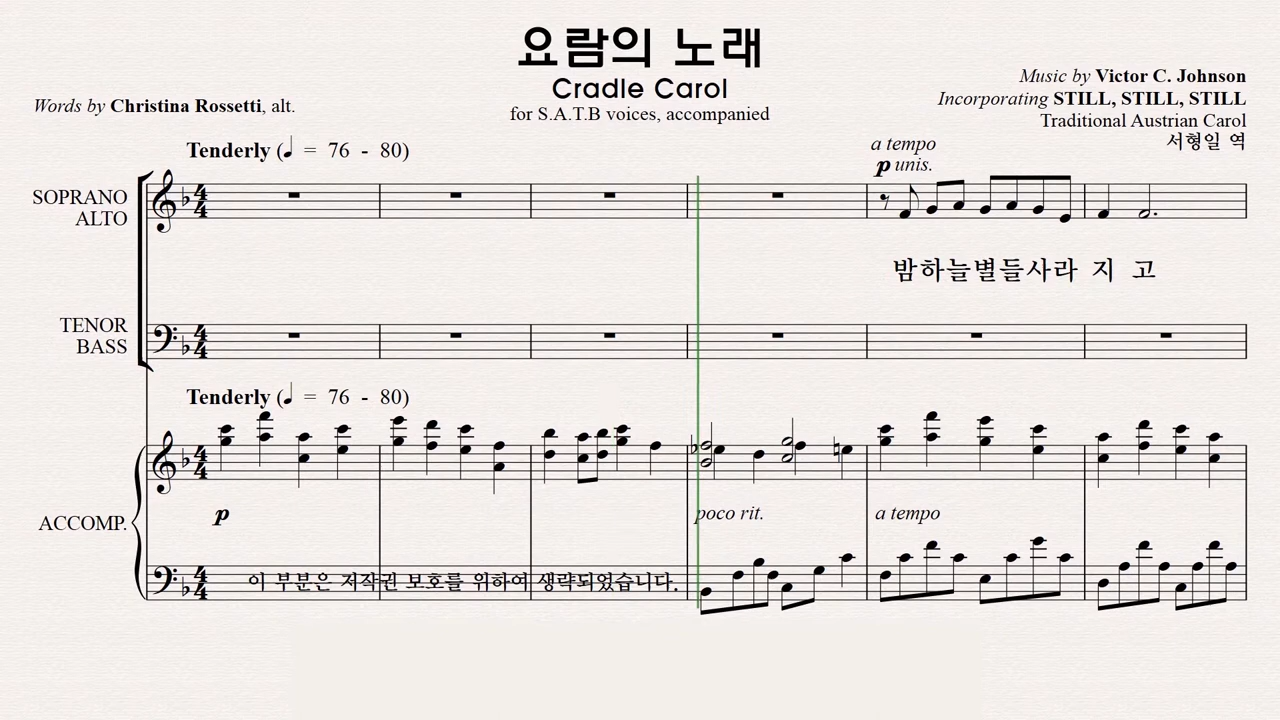 요람의 노래
Cradle Carol
for S.A.T.B voices, accompanied
Words by Christina Rossetti, alt.
Music by Victor C. Johnson
Incorporating STILL, STILL, STILL
Traditional Austrian Carol
서형일 역
Tenderly (♩ = 76 - 80)
a tempo
p unis.
SOPRANO
ALTO
밤하늘별들사라 지 고
TENOR
BASS
Tenderly (♩ = 76 - 80)
ACCOMP.
p
poco rit.
a tempo
이 부분은 저작권 보호를 위하여 생략되었습니다.